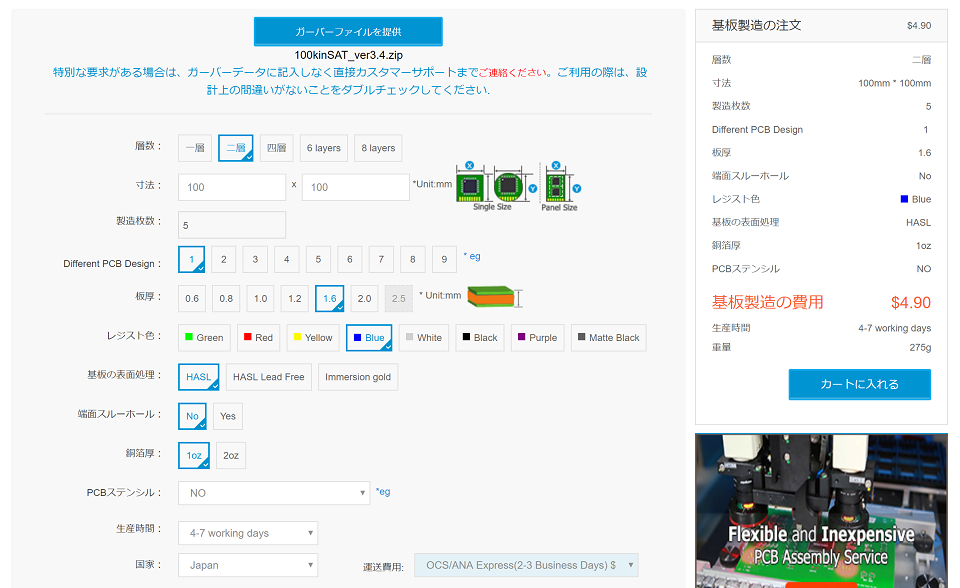 ガーバーファイルを提供
100kinSAT_ver3.4.zip
特別な要求がある場合は、ガーバーデータに記入しなく直接カスタマーサポートまでご連絡ください。ご利用の際は、設
計上の間違いがないことをダブルチェックしてください.
層数： 一層 二層 四層 6 layers 8 layers
寸法： 100 x 100 *Unit:mm X Y X Y
Single Size Panel Size
製造枚数： 5
Different PCB Design： 1 2 3 4 5 6 7 8 9 * eg
板厚： 0.6 0.8 1.0 1.2 1.6 2.0 2.5 * Unit:mm
レジスト色： Green Red Yellow Blue White Black Purple Matte Black
基板の表面処理： HASL HASL Lead Free Immersion gold
端面スルーホール： No Yes
銅箔厚： 1oz 2oz
PCBステンシル： NO *eg
生産時間： 4-7 working days
国家： Japan 運送費用: OCS/ANA Express(2-3 Business Days) $
基板製造の注文 $4.90
層数 二層
寸法 100mm * 100mm
製造枚数 5
Different PCB Design 1
板厚 1.6
端面スルーホール No
レジスト色 Blue
基板の表面処理 HASL
銅箔厚 1oz
PCBステンシル NO
基板製造の費用 $4.90
生産時間 4-7 working days
重量 275g
カートに入れる
Flexible and Inexpensive
PCB Assembly Service